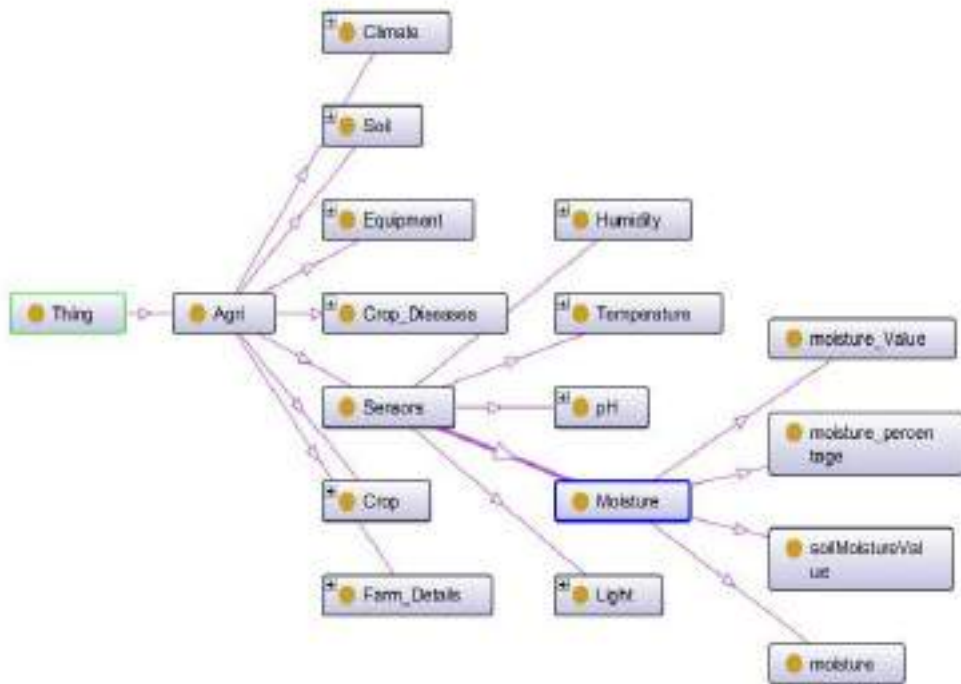 Climate
Soil
Equipment
Humidity
Thing
Agri
Crop_Diseases
Temperature
moisture_Value
Sensors
pH
moisture_percen
tage
Crop
Moisture
soilMoistureVal
ue
Farm_Details
Light
moisture